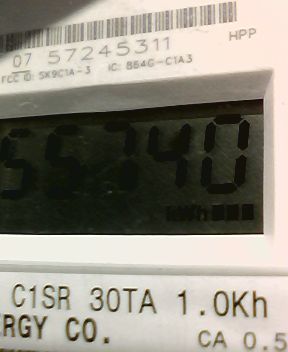 07 57245311
HPP
FCC ID: SK9C1A-3 IC: 864G-C1A3
56740
kWh
C1SR 30TA 1.0Kh
RGY CO.
CA 0.5